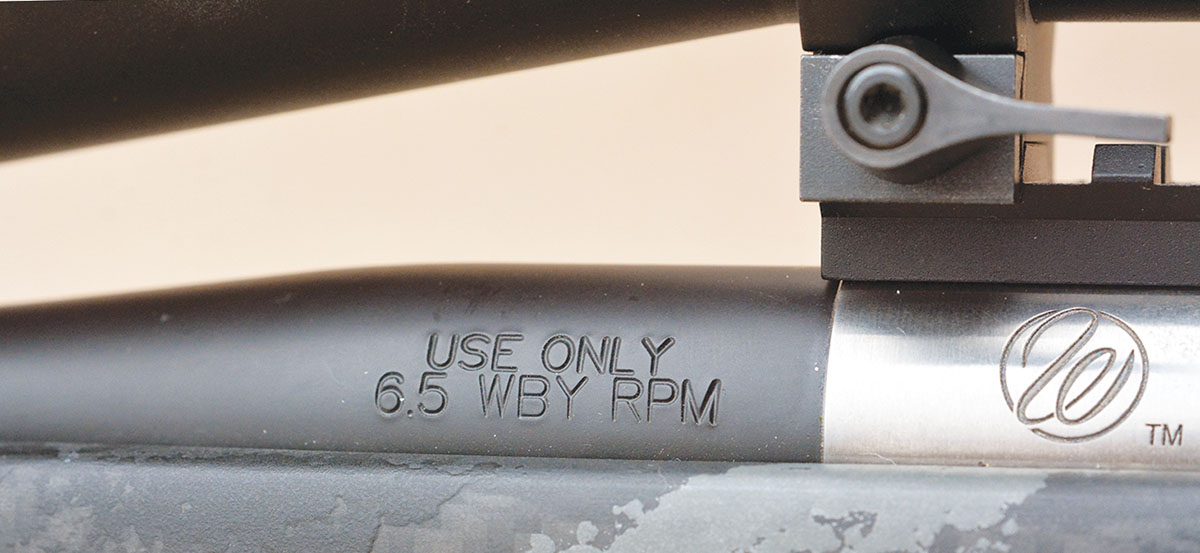 USE ONLY
6.5 WBY RPM
TM